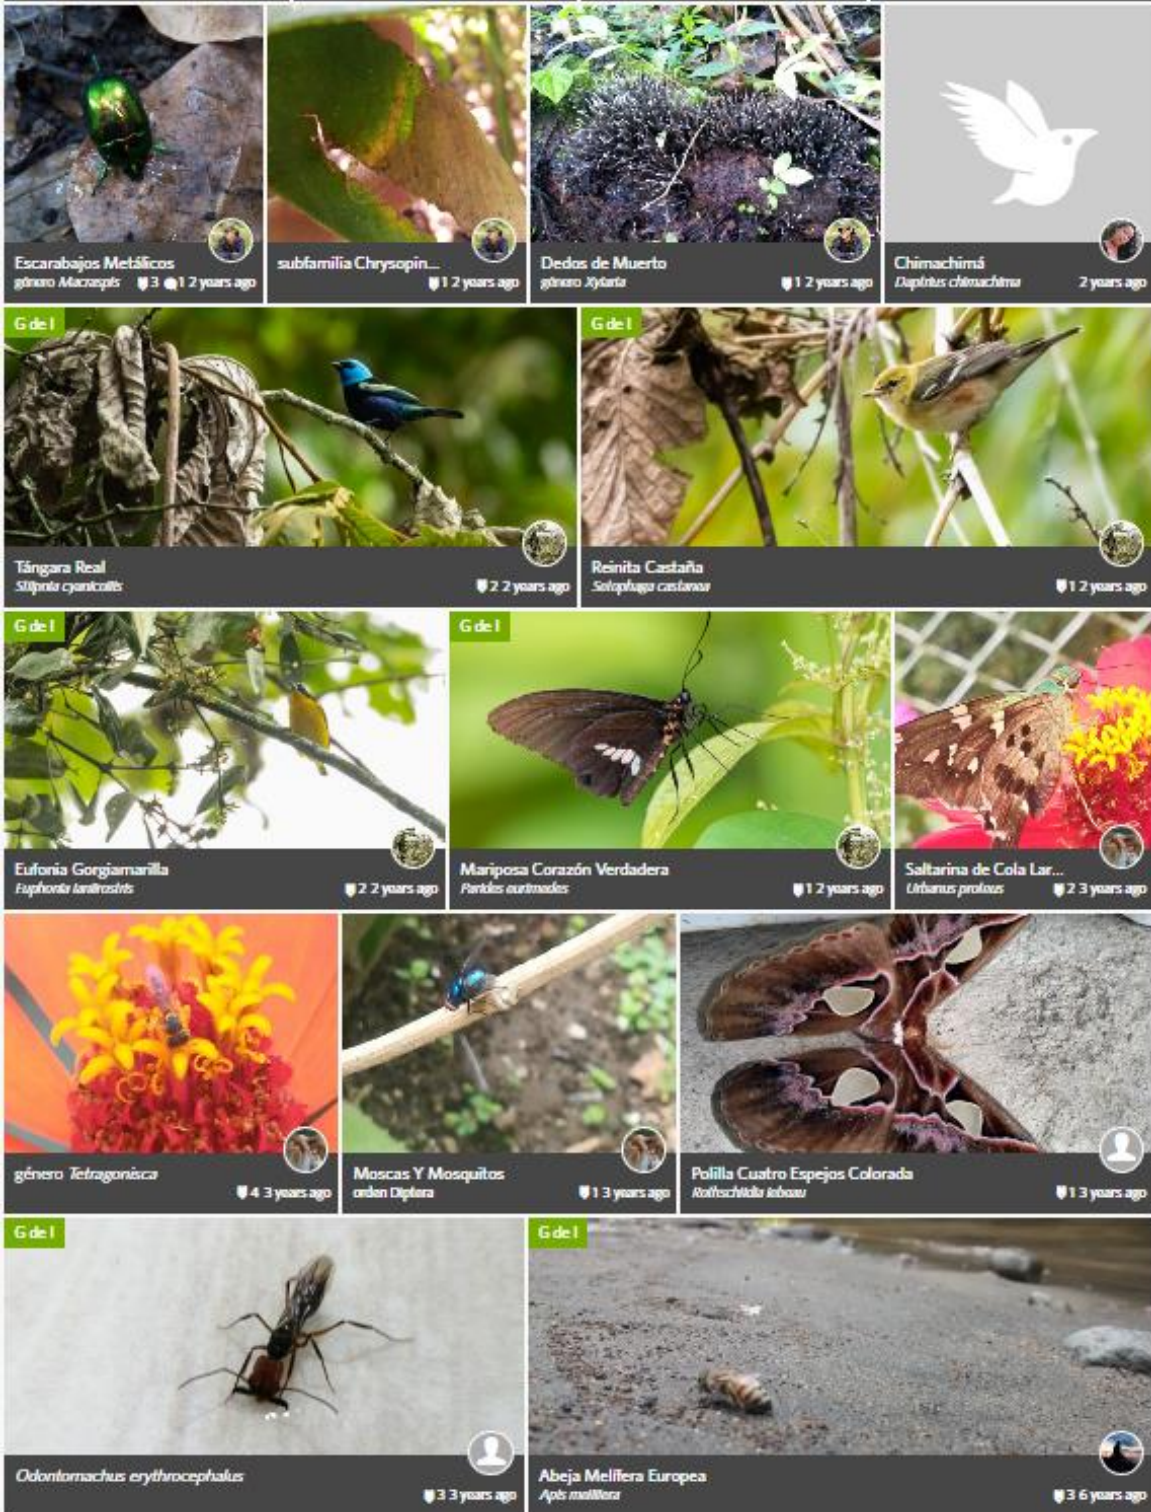 Escarabajos Metálicos
género Macraspis 3 1 2 years ago
subfamilia Chrysopin...
1 2 years ago
Dedos de Muerto
género Xylaria 1 2 years ago
Chimachimá
Daptrius chimachima 2 years ago
G de I
Tángara Real
Stilpnia cyanicollis 2 2 years ago
G de I
Reinita Castaña
Setophaga castanea 1 2 years ago
G de I
Eufonia Gorgiamarilla
Euphonia laniirostris 2 2 years ago
G de I
Mariposa Corazón Verdadera
Parides eurimedes 1 2 years ago
Saltarina de Cola Lar...
Urbanus proteus 2 3 years ago
género Tetragonisca
4 3 years ago
Moscas Y Mosquitos
orden Diptera 1 3 years ago
Polilla Cuatro Espejos Colorada
Rothschildia lebeau 1 3 years ago
G de I
Odontomachus erythrocephalus
3 3 years ago
G de I
Abeja Melífera Europea
Apis mellifera 3 6 years ago